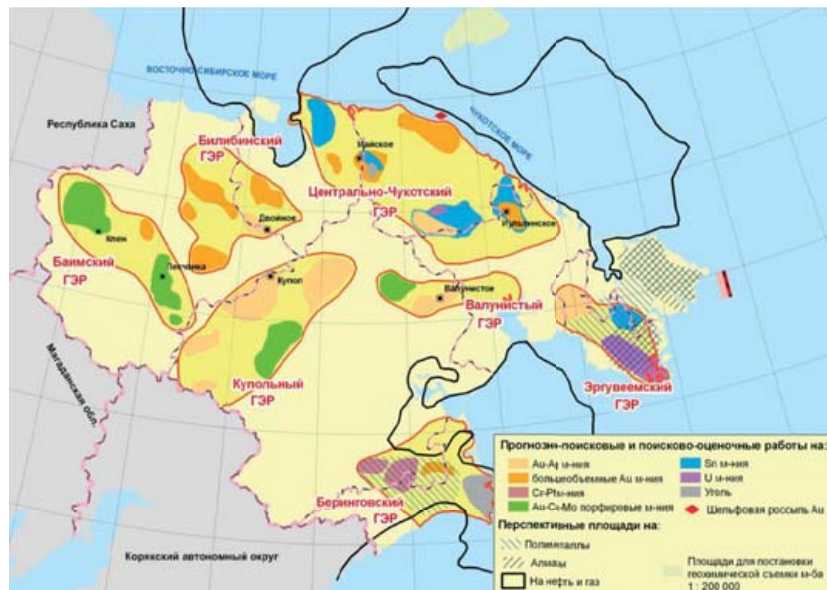 ВОСТОЧНО-СИБИРСКОЕ МОРЕ
ЧУКОТСКОЕ МОРЕ
Республика Саха
Билибинский
ГЭР
Майское
Центрально-Чукотский
ГЭР
Иультинское
Двойное
Клен
Песчанка
Баимский
ГЭР
Купол
Валунистое
Валунистый
ГЭР
Купольный
ГЭР
Эргувеемский
ГЭР
Магаданская обл.
Беринговский
ГЭР
Корякский автономный округ
Прогнозно-поисковые и поисково-оценочные работы на:
Au-Ag м-ния
большеобъемные Au м-ния
Cr-Pt м-ния
Au-Cu-Mo порфировые м-ния
Sn м-ния
U м-ния
Уголь
Шельфовая россыпь Au
Перспективные площади на:
Полиметаллы
Алмазы
На нефть и газ
Площади для постановки
геохимической съемки м-ба
1 : 200 000